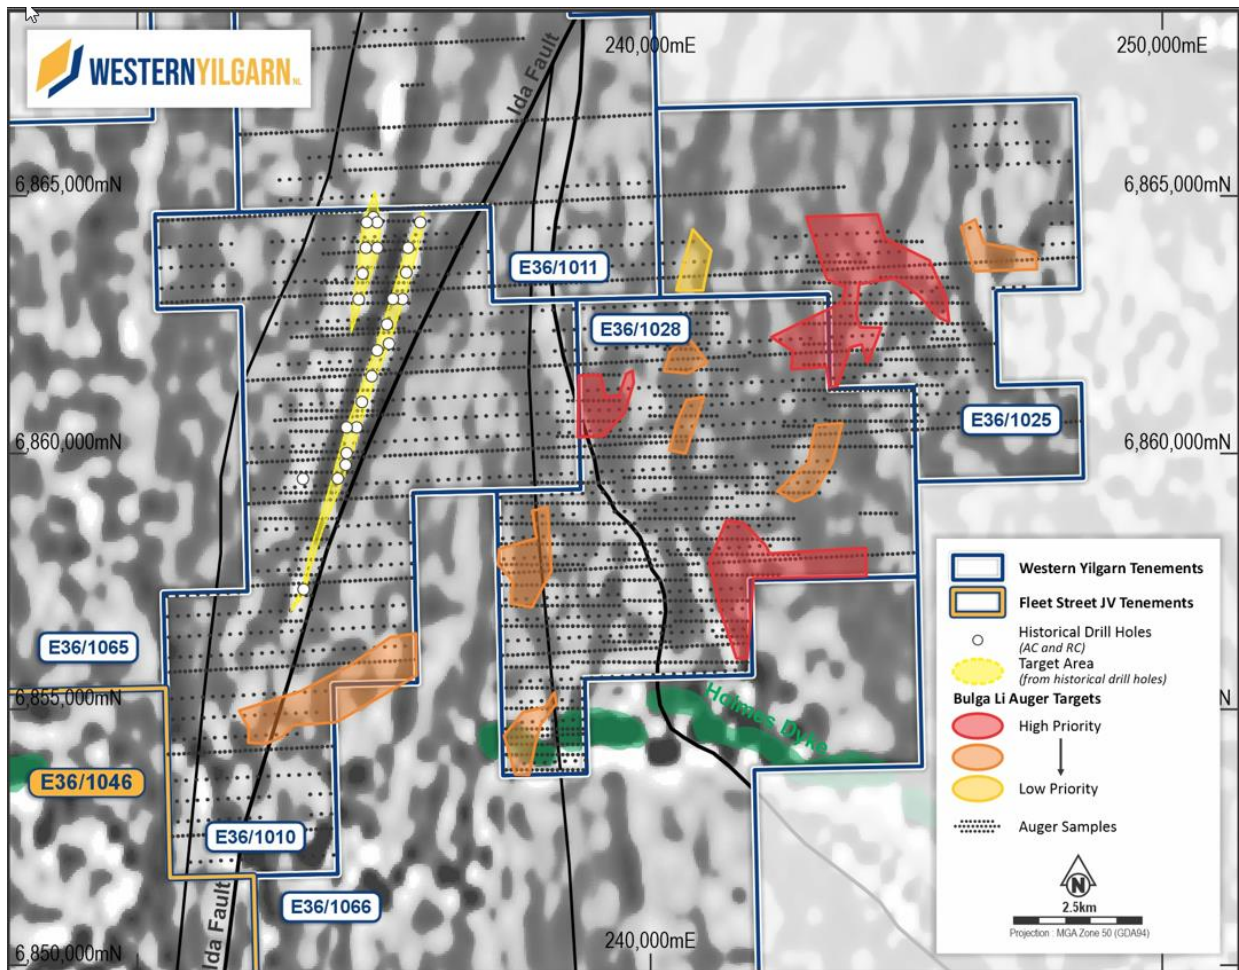 240,000mE
250,000mE
WESTERNYILGARN NL
Ida Fault
6,865,000mN
6,865,000mN
E36/1011
E36/1028
E36/1025
6,860,000mN
6,860,000mN
Western Yilgarn Tenements
Fleet Street JV Tenements
Historical Drill Holes
(AC and RC)
Target Area
(from historical drill holes)
Bulga Li Auger Targets
High Priority
Low Priority
Auger Samples
N
2.5km
Projection : MGA Zone 50 (GDA94)
E36/1065
6,855,000mN
N
Holmes Dyke
E36/1046
E36/1010
E36/1066
Ida Fault
6,850,000mN
240,000mE